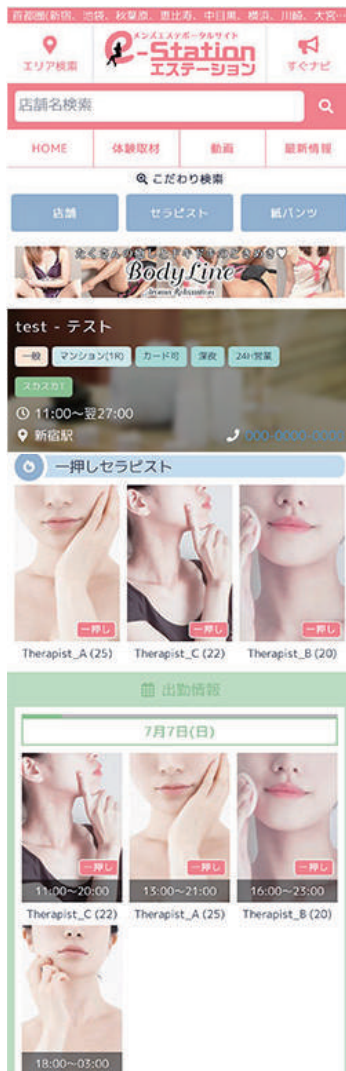 首都圏(新宿、池袋、秋葉原、恵比寿、中目黒、横浜、川崎、大宮…
エリア検索
メンズエステポータルサイト
e-Station
エステーション
すぐナビ
店舗名検索
HOME
体験取材
動画
最新情報
こだわり検索
店舗
セラピスト
紙パンツ
BodyLine
Aroma Relaxation
test - テスト
一般
マンション(1R)
カード可
深夜
24H営業
スカスカT
11:00～翌27:00
新宿駅
000-0000-0000
一押しセラピスト
一押し
一押し
一押し
Therapist_A (25)
Therapist_C (22)
Therapist_B (20)
出勤情報
7月7日(日)
一押し
一押し
一押し
11:00～20:00
13:00～21:00
16:00～23:00
Therapist_C (22)
Therapist_A (25)
Therapist_B (20)
18:00～03:00